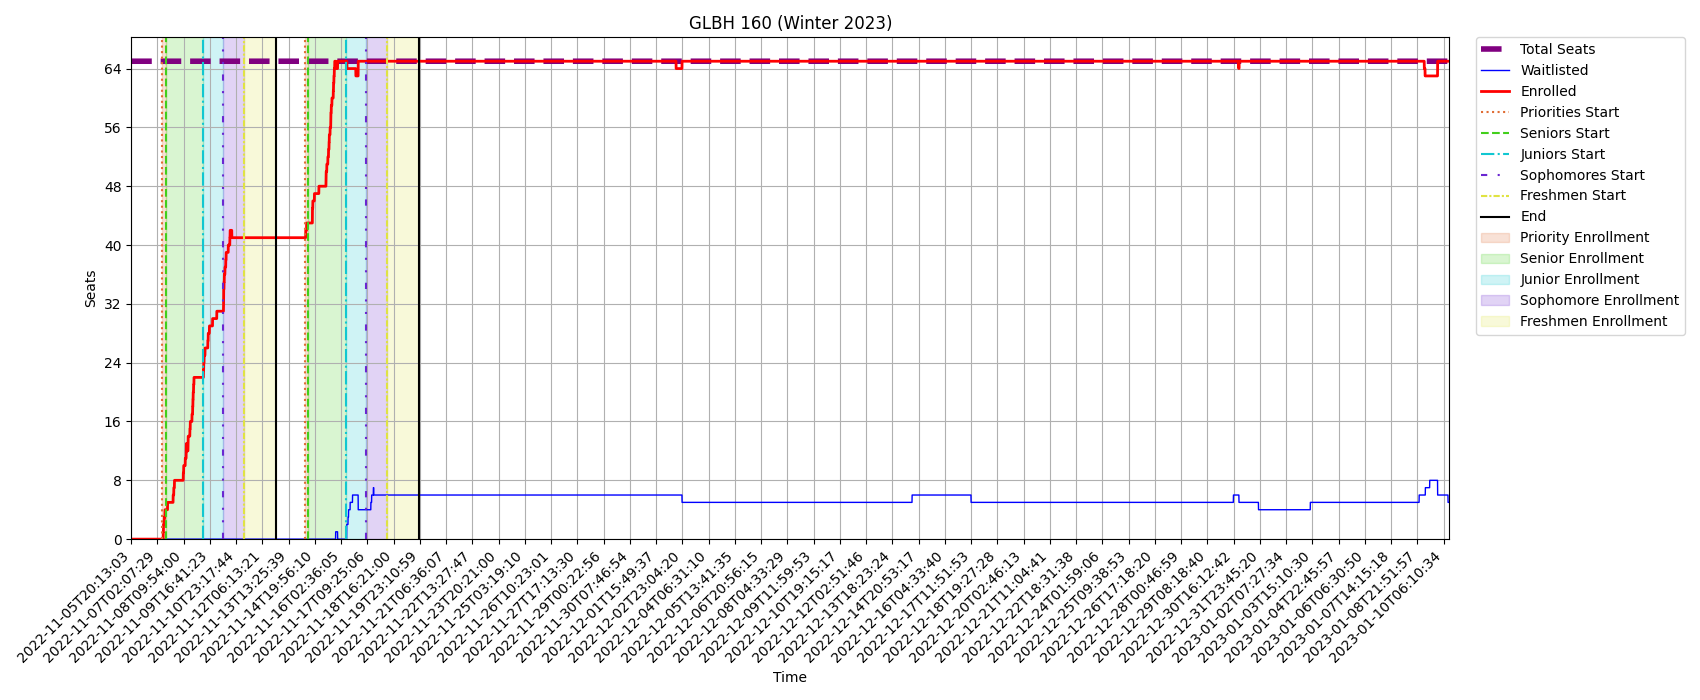 GLBH 160 (Winter 2023)
Total Seats
Waitlisted
Enrolled
Priorities Start
Seniors Start
Juniors Start
Sophomores Start
Freshmen Start
End
Priority Enrollment
Senior Enrollment
Junior Enrollment
Sophomore Enrollment
Freshmen Enrollment
Seats
64
56
48
40
32
24
16
8
0
2022-11-05T20:13:03
2022-11-07T02:07:29
2022-11-08T09:54:00
2022-11-09T16:41:23
2022-11-10T23:17:44
2022-11-12T06:13:21
2022-11-13T13:25:39
2022-11-14T19:56:10
2022-11-16T02:36:05
2022-11-17T09:25:06
2022-11-18T16:21:00
2022-11-19T23:10:59
2022-11-21T06:36:07
2022-11-22T13:27:47
2022-11-23T20:21:00
2022-11-25T03:19:10
2022-11-26T10:23:01
2022-11-27T17:13:30
2022-11-29T00:22:56
2022-11-30T07:46:54
2022-12-01T15:49:37
2022-12-02T23:04:20
2022-12-04T06:31:10
2022-12-05T13:41:35
2022-12-06T20:56:15
2022-12-08T04:33:29
2022-12-09T11:59:53
2022-12-10T19:15:17
2022-12-12T02:51:46
2022-12-13T18:23:24
2022-12-14T20:53:17
2022-12-16T04:33:40
2022-12-17T11:51:53
2022-12-18T19:27:28
2022-12-20T02:46:13
2022-12-21T11:04:41
2022-12-22T18:31:38
2022-12-24T01:59:06
2022-12-25T09:38:53
2022-12-26T17:18:20
2022-12-28T00:46:59
2022-12-29T08:18:40
2022-12-30T16:12:42
2022-12-31T23:45:20
2023-01-02T07:27:34
2023-01-03T15:10:30
2023-01-04T22:45:57
2023-01-06T06:30:50
2023-01-07T14:15:18
2023-01-08T21:51:57
2023-01-10T06:10:34
Time